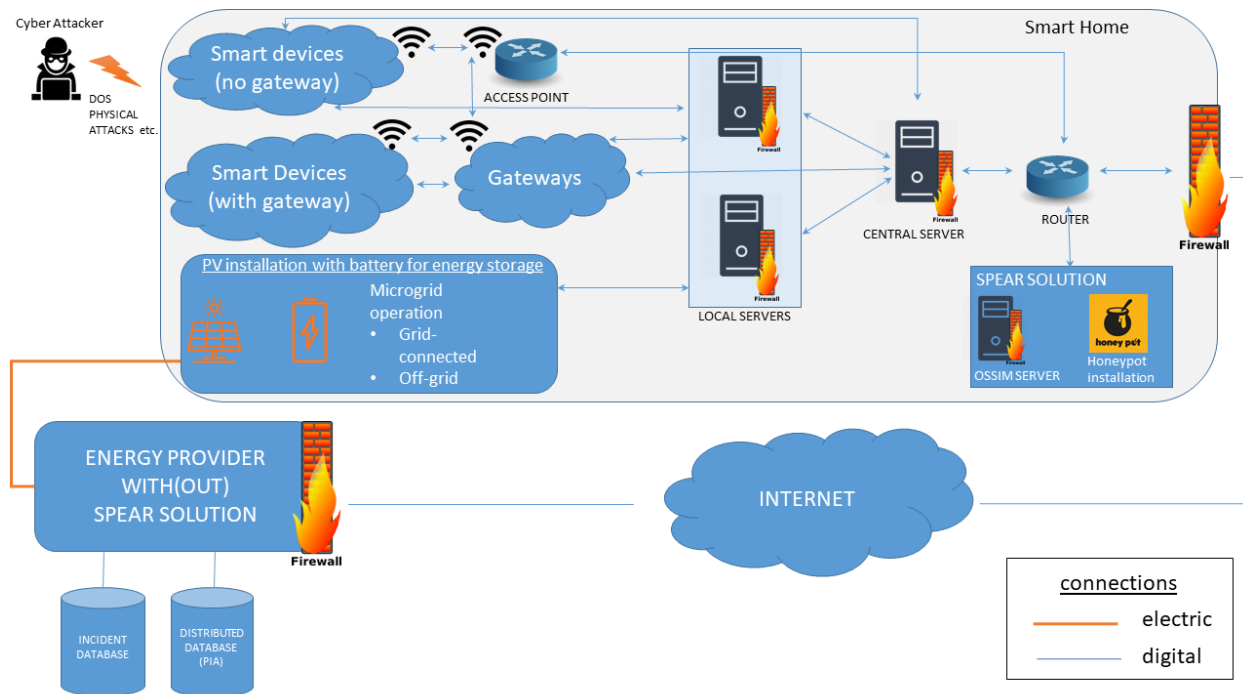 Cyber Attacker
DOS
PHYSICAL
ATTACKS etc.
Smart Home
Smart devices
(no gateway)
ACCESS POINT
Smart Devices
(with gateway)
Gateways
Firewall
Firewall
LOCAL SERVERS
Firewall
CENTRAL SERVER
ROUTER
Firewall
PV installation with battery for energy storage
Microgrid
operation
• Grid-
connected
• Off-grid
SPEAR SOLUTION
Firewall
OSSIM SERVER
honey pot
Honeypot
installation
ENERGY PROVIDER
WITH(OUT)
SPEAR SOLUTION
Firewall
INTERNET
INCIDENT
DATABASE
DISTRIBUTED
DATABASE
(PIA)
connections
electric
digital